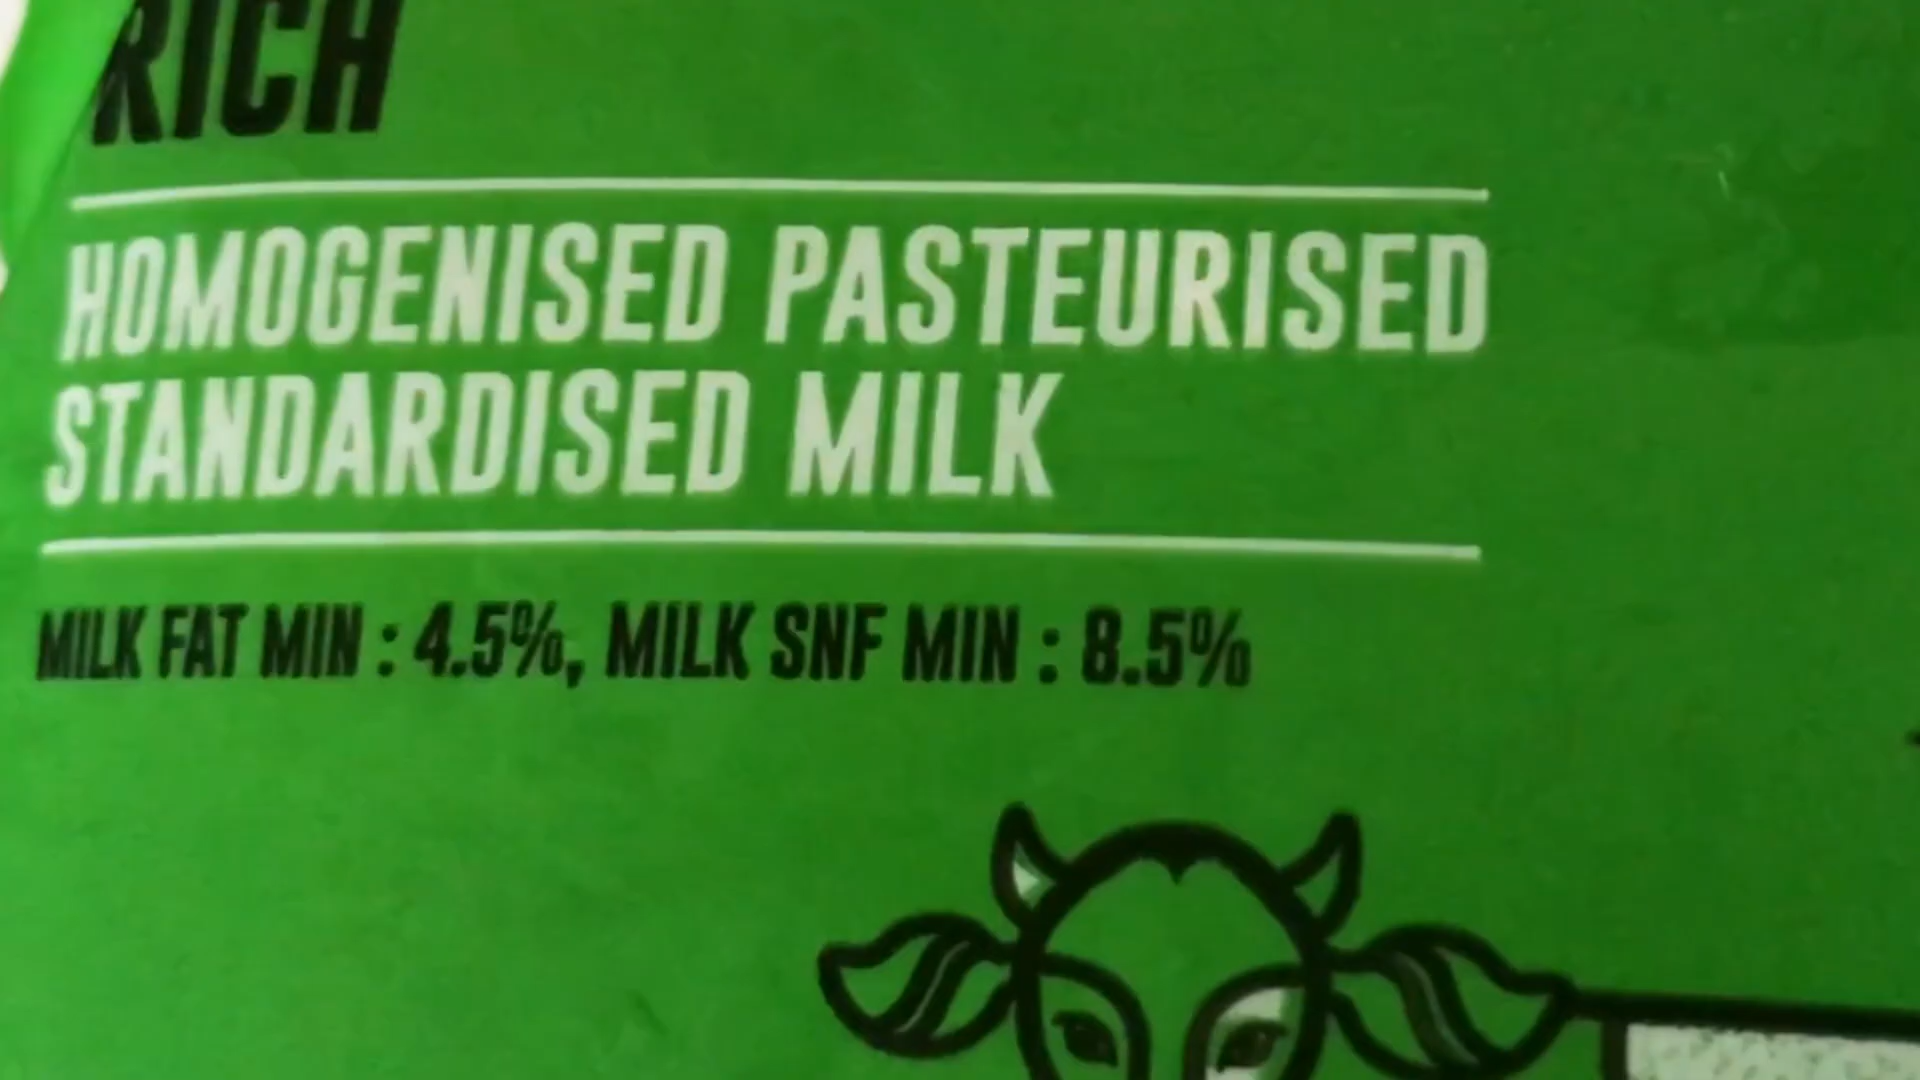 RICH
HOMOGENISED PASTEURISED
STANDARDISED MILK
MILK FAT MIN : 4.5%, MILK SNF MIN : 8.5%